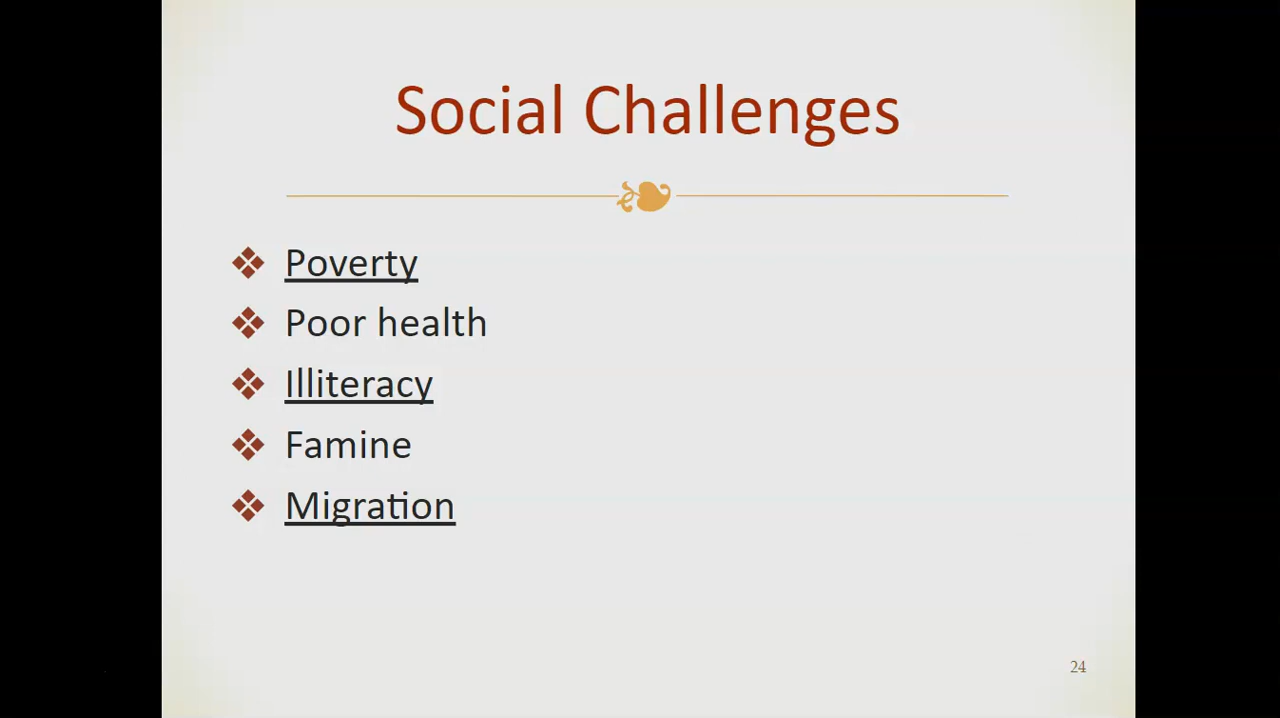 Social Challenges
Poverty
Poor health
Illiteracy
Famine
Migration
24